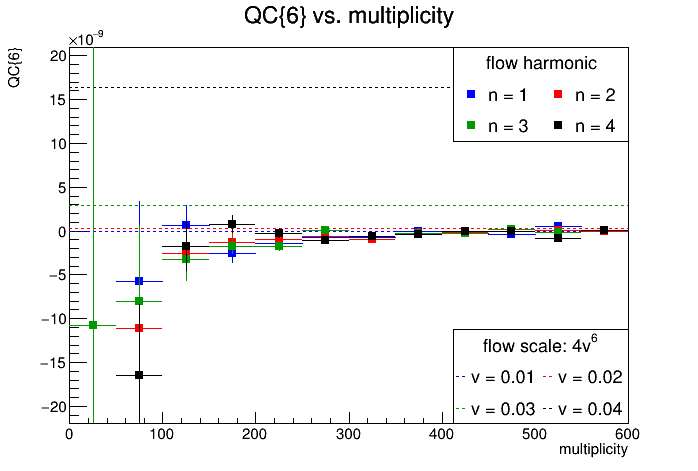 QC{6} vs. multiplicity
QC{6}
×10⁻⁹
flow harmonic
n = 1 n = 2
n = 3 n = 4
20
15
10
5
0
−5
−10
−15
−20
flow scale: 4v⁶
v = 0.01 v = 0.02
v = 0.03 v = 0.04
0 100 200 300 400 500 600
multiplicity